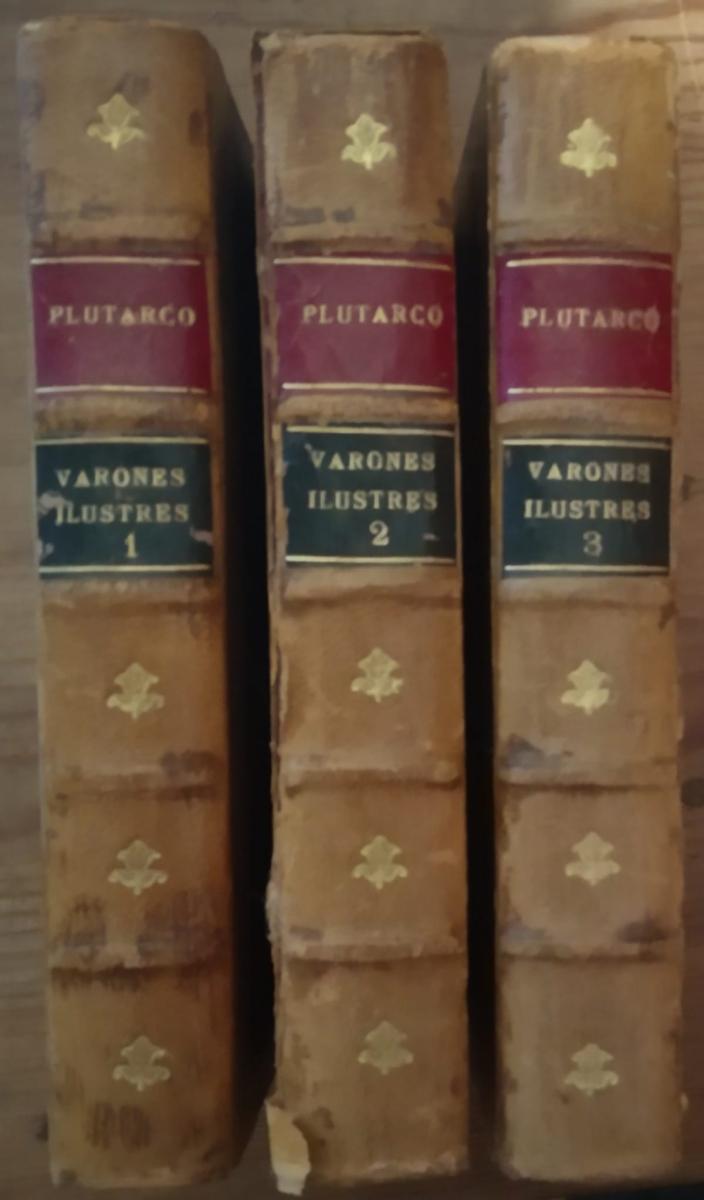 PLUTARCO
VARONES
ILUSTRES
1
PLUTARCO
VARONES
ILUSTRES
2
PLUTARCO
VARONES
ILUSTRES
3